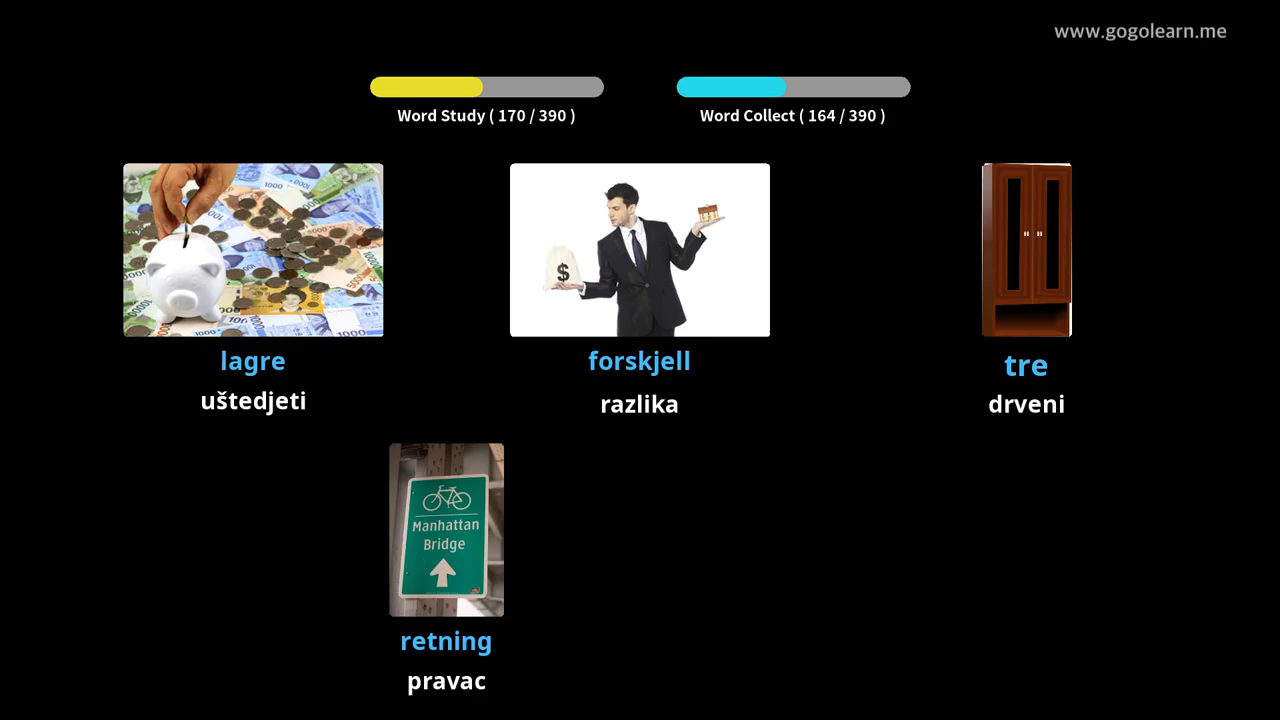 www.gogolearn.me
Word Study ( 170 / 390 )
Word Collect ( 164 / 390 )
$
lagre
uštedjeti
forskjell
razlika
tre
drveni
Manhattan
Bridge
retning
pravac